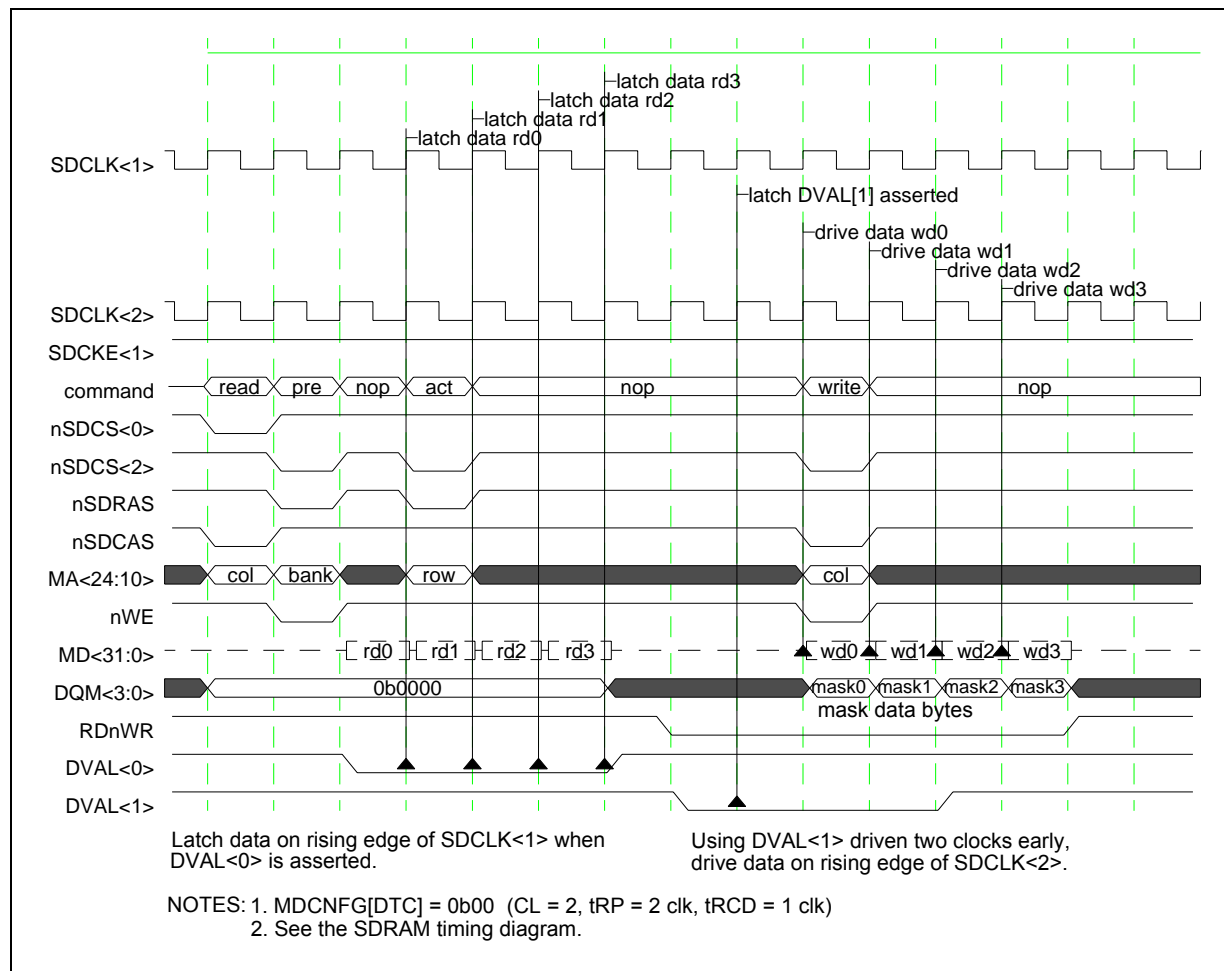 latch data rd3
latch data rd2
latch data rd1
latch data rd0
SDCLK<1>
latch DVAL[1] asserted
drive data wd0
drive data wd1
drive data wd2
drive data wd3
SDCLK<2>
SDCKE<1>
command read pre nop act nop write nop
nSDCS<0>
nSDCS<2>
nSDRAS
nSDCAS
MA<24:10> col bank row col
nWE
MD<31:0> rd0 rd1 rd2 rd3 wd0 wd1 wd2 wd3
DQM<3:0> 0b0000 mask0 mask1 mask2 mask3
mask data bytes
RDnWR
DVAL<0>
DVAL<1>
Latch data on rising edge of SDCLK<1> when
DVAL<0> is asserted.
Using DVAL<1> driven two clocks early,
drive data on rising edge of SDCLK<2>.
NOTES: 1. MDCNFG[DTC] = 0b00 (CL = 2, tRP = 2 clk, tRCD = 1 clk)
2. See the SDRAM timing diagram.